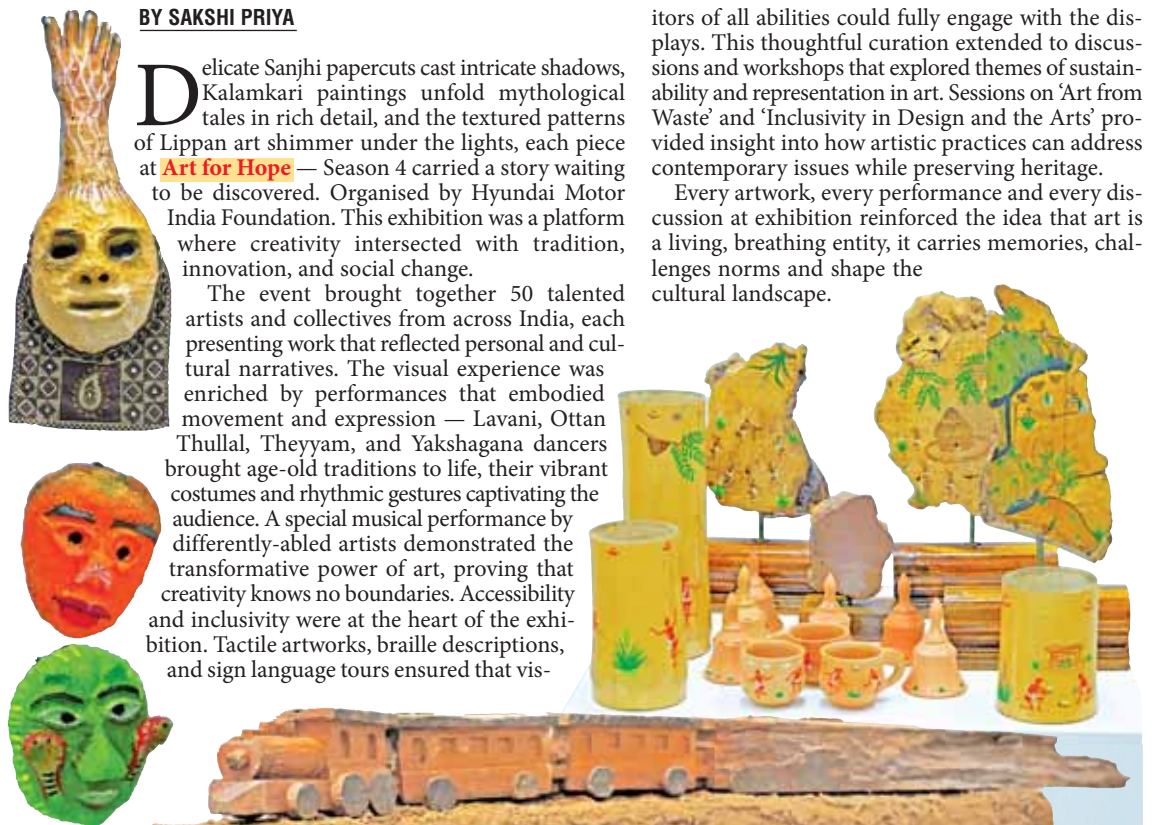 BY SAKSHI PRIYA
Delicate Sanjhi papercuts cast intricate shadows,
Kalamkari paintings unfold mythological
tales in rich detail, and the textured patterns
of Lippan art shimmer under the lights, each piece
at Art for Hope — Season 4 carried a story waiting
to be discovered. Organised by Hyundai Motor
India Foundation. This exhibition was a platform
where creativity intersected with tradition,
innovation, and social change.
The event brought together 50 talented
artists and collectives from across India, each
presenting work that reflected personal and cul-
tural narratives. The visual experience was
enriched by performances that embodied
movement and expression — Lavani, Ottan
Thullal, Theyyam, and Yakshagana dancers
brought age-old traditions to life, their vibrant
costumes and rhythmic gestures captivating the
audience. A special musical performance by
differently-abled artists demonstrated the
transformative power of art, proving that
creativity knows no boundaries. Accessibility
and inclusivity were at the heart of the exhi-
bition. Tactile artworks, braille descriptions,
and sign language tours ensured that vis-
itors of all abilities could fully engage with the dis-
plays. This thoughtful curation extended to discus-
sions and workshops that explored themes of sustain-
ability and representation in art. Sessions on ‘Art from
Waste’ and ‘Inclusivity in Design and the Arts’ pro-
vided insight into how artistic practices can address
contemporary issues while preserving heritage.
Every artwork, every performance and every dis-
cussion at exhibition reinforced the idea that art is
a living, breathing entity, it carries memories, chal-
lenges norms and shape the
cultural landscape.